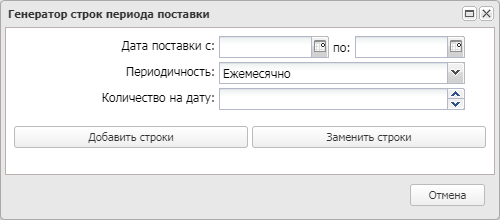 Генератор строк периода поставки
Дата поставки с: по:
Периодичность: Ежемесячно
Количество на дату:
Добавить строки Заменить строки
Отмена